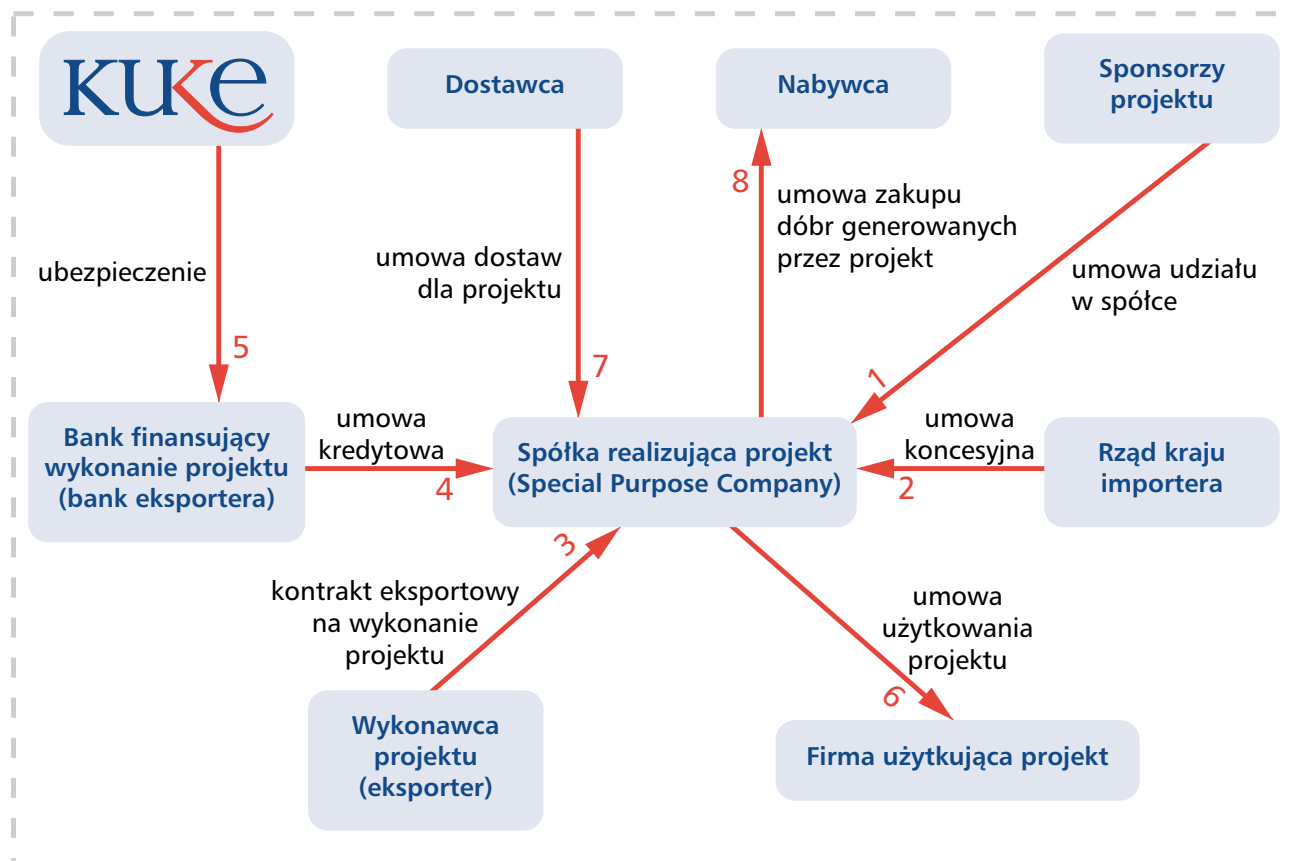 KUKE
Dostawca
Nabywca
Sponsorzy
projektu
8
umowa zakupu
dóbr generowanych
przez projekt
ubezpieczenie
umowa dostaw
dla projektu
umowa udziału
w spółce
5
7
1
Bank finansujący
wykonanie projektu
(bank eksportera)
umowa
kredytowa
4
Spółka realizująca projekt
(Special Purpose Company)
umowa
koncesyjna
2
Rząd kraju
importera
3
kontrakt eksportowy
na wykonanie
projektu
umowa
użytkowania
projektu
6
Wykonawca
projektu
(eksporter)
Firma użytkująca projekt